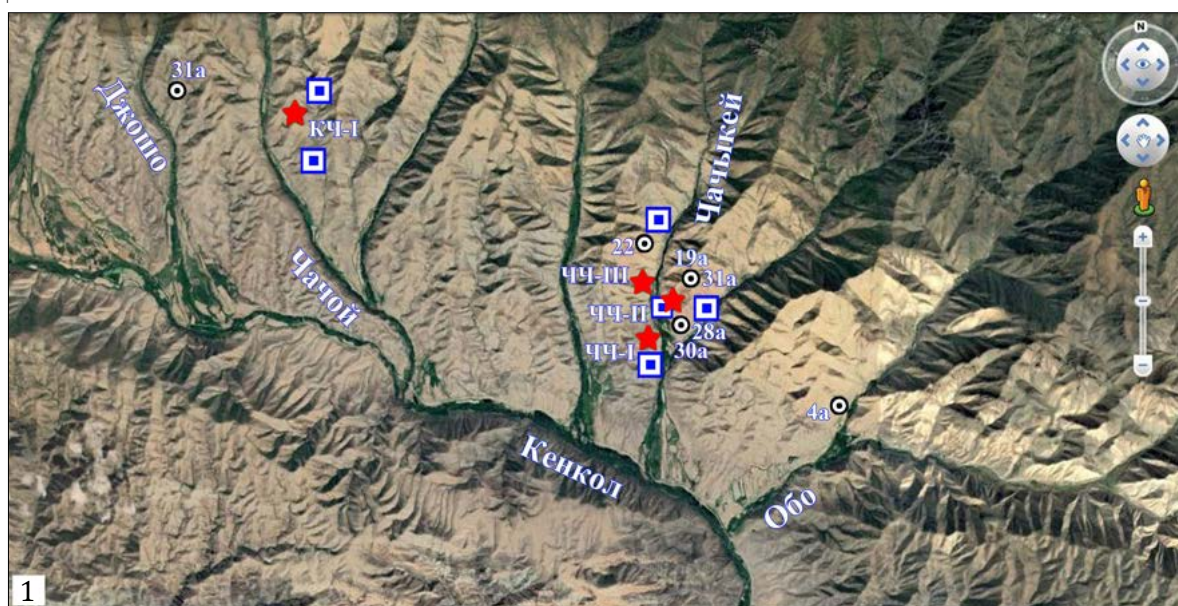 N
31а
Джошо
КЧ-I
Чачыкей
22
19а
ЧЧ-III
31а
Чачой
ЧЧ-II
28а
ЧЧ-I
30а
4а
Кенкол
Обо
1